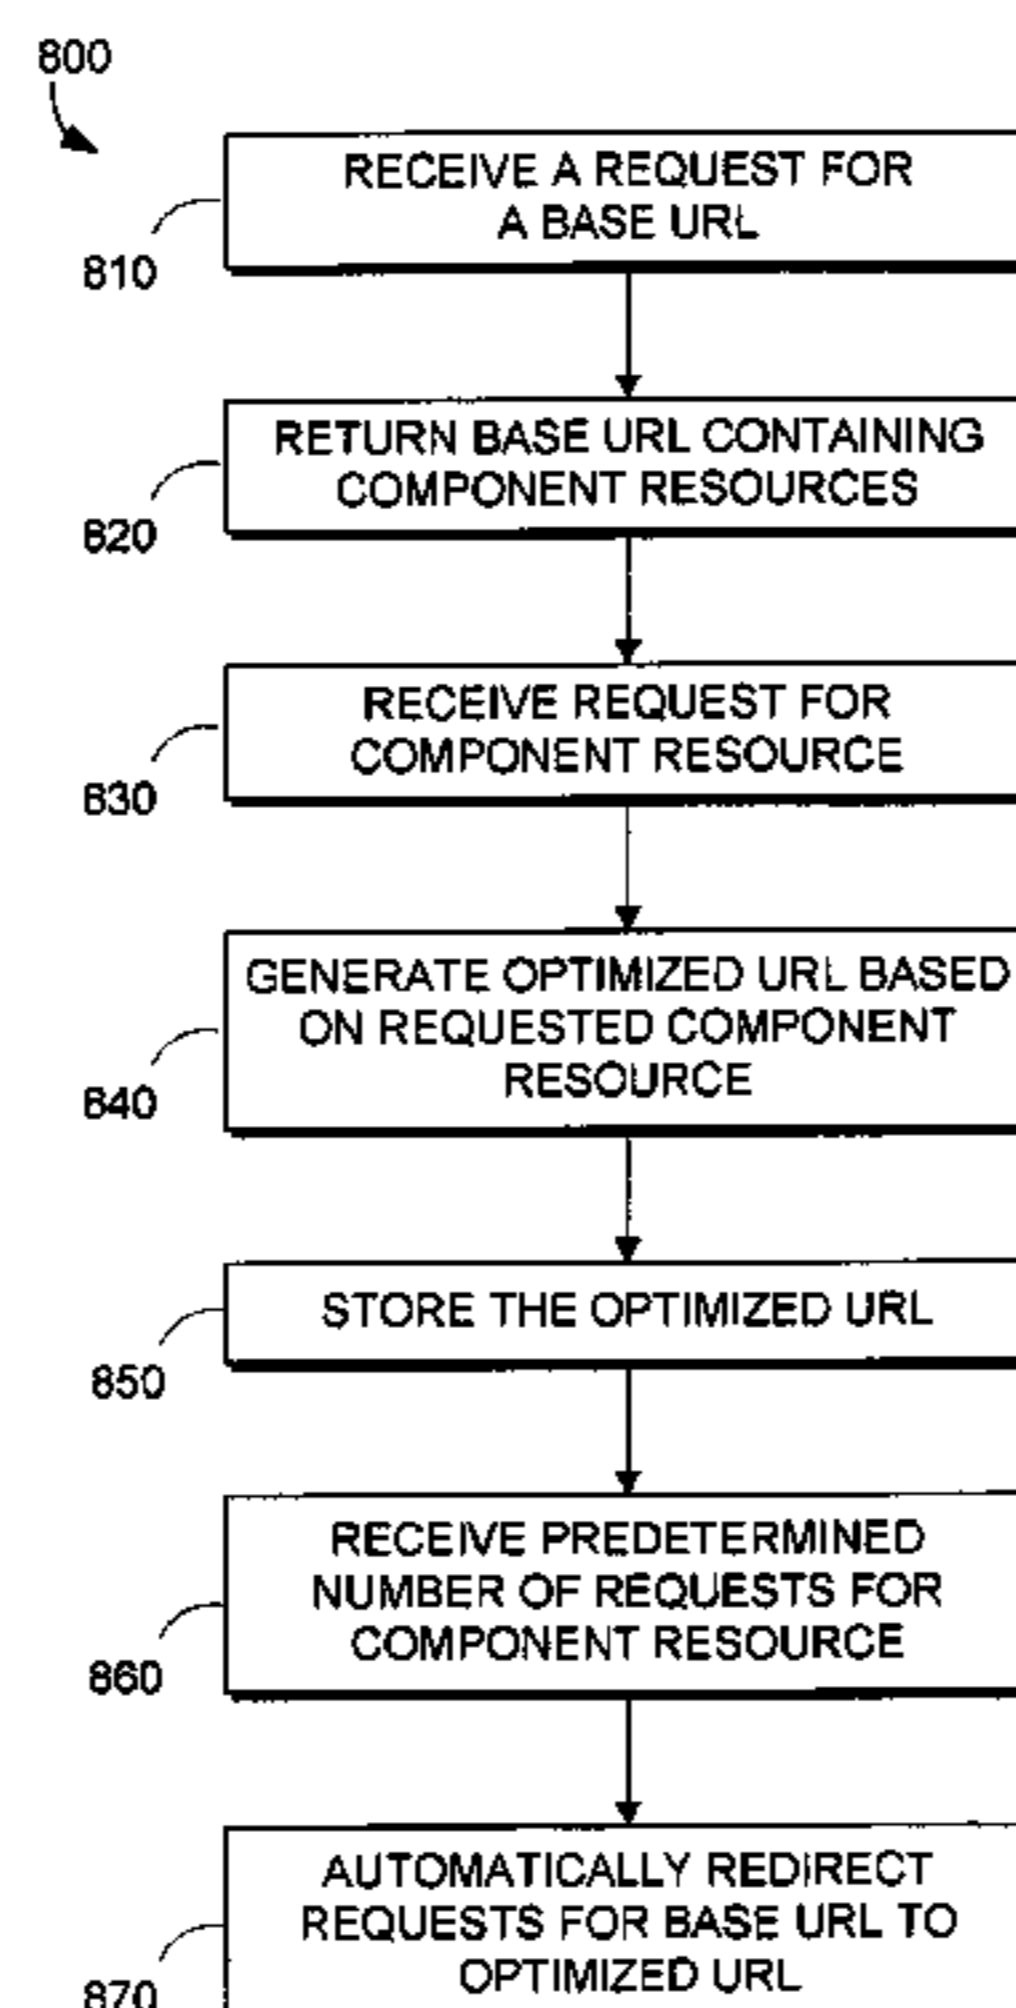 800
RECEIVE A REQUEST FOR
A BASE URL
810
RETURN BASE URL CONTAINING
COMPONENT RESOURCES
820
RECEIVE REQUEST FOR
COMPONENT RESOURCE
830
GENERATE OPTIMIZED URL BASED
ON REQUESTED COMPONENT
RESOURCE
840
STORE THE OPTIMIZED URL
850
RECEIVE PREDETERMINED
NUMBER OF REQUESTS FOR
COMPONENT RESOURCE
860
AUTOMATICALLY REDIRECT
REQUESTS FOR BASE URL TO
OPTIMIZED URL
870